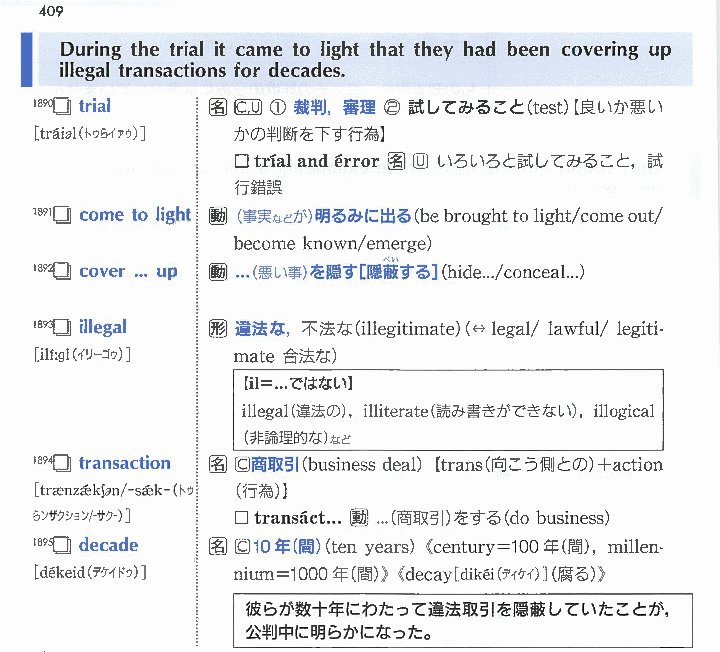 409
During the trial it came to light that they had been covering up
illegal transactions for decades.
1890 □ trial 名 C,U ① 裁判，審理 ② 試してみること(test)【良いか悪い
[tráiəl(トゥらイァゥ)] かの判断を下す行為】
□ tríal and érror 名 U いろいろと試してみること，試
行錯誤
1891 □ come to light 動 (事実などが)明るみに出る(be brought to light/come out/
become known/emerge)
1892 □ cover ... up 動 ...(悪い事)を隠す[隠蔽(ぺい)する](hide.../conceal...)
1893 □ illegal 形 違法な，不法な(illegitimate)(⇔ legal/ lawful/ legiti-
[ilíːgl(イリーゴゥ)] mate 合法な)
【il=...ではない】
illegal(違法の)，illiterate(読み書きができない)，illogical
(非論理的な)など
1894 □ transaction 名 C 商取引(business deal)【trans(向こう側との)+action
[trænzǽkʃən/-sǽk-(トゥ (行為)】
らンザクション/-サク-)] □ transáct... 動 ...(商取引)をする(do business)
1895 □ decade 名 C 10年(間)(ten years)《century=100年(間)，millen-
[dékeid(デケイドゥ)] nium=1000年(間)》《decay[dikéi(ディケイ)](腐る)》
彼らが数十年にわたって違法取引を隠蔽していたことが，
公判中に明らかになった。